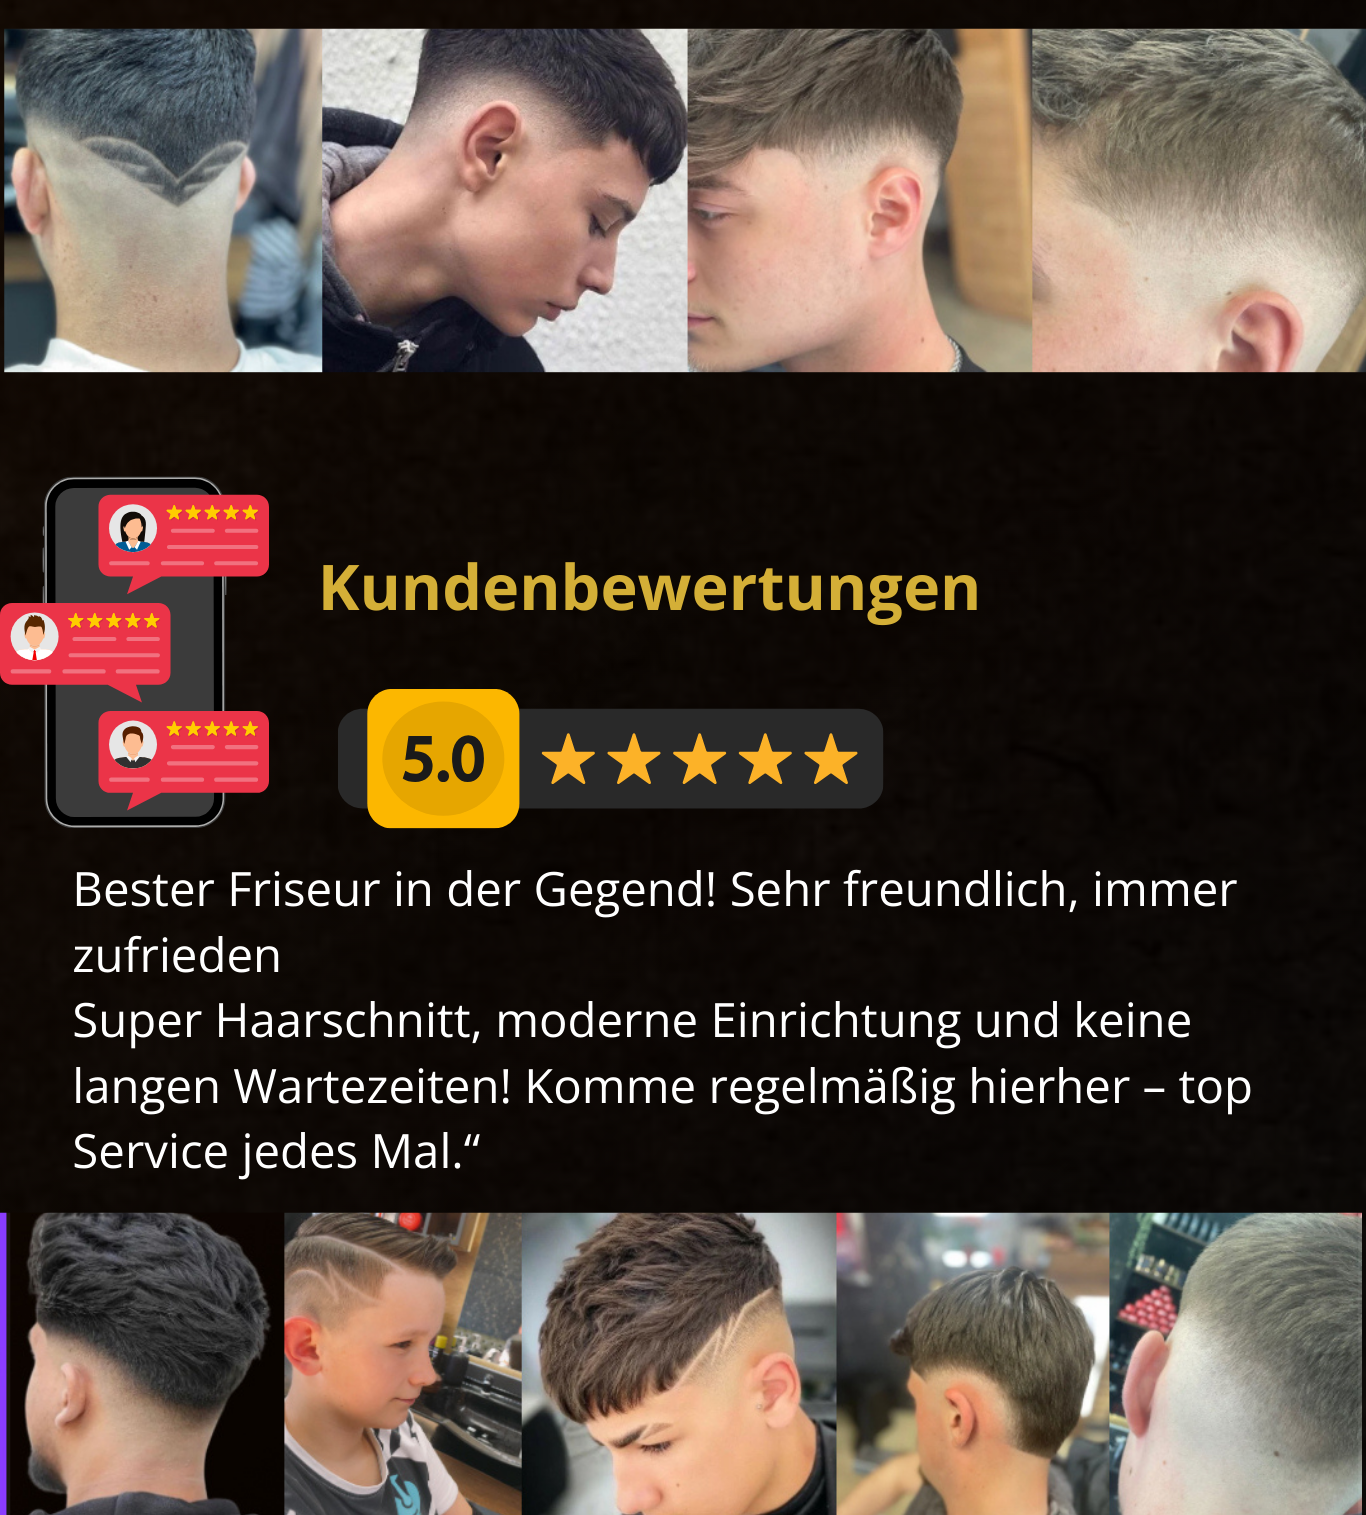 Kundenbewertungen
5.0
Bester Friseur in der Gegend! Sehr freundlich, immer
zufrieden
Super Haarschnitt, moderne Einrichtung und keine
langen Wartezeiten! Komme regelmäßig hierher – top
Service jedes Mal.“